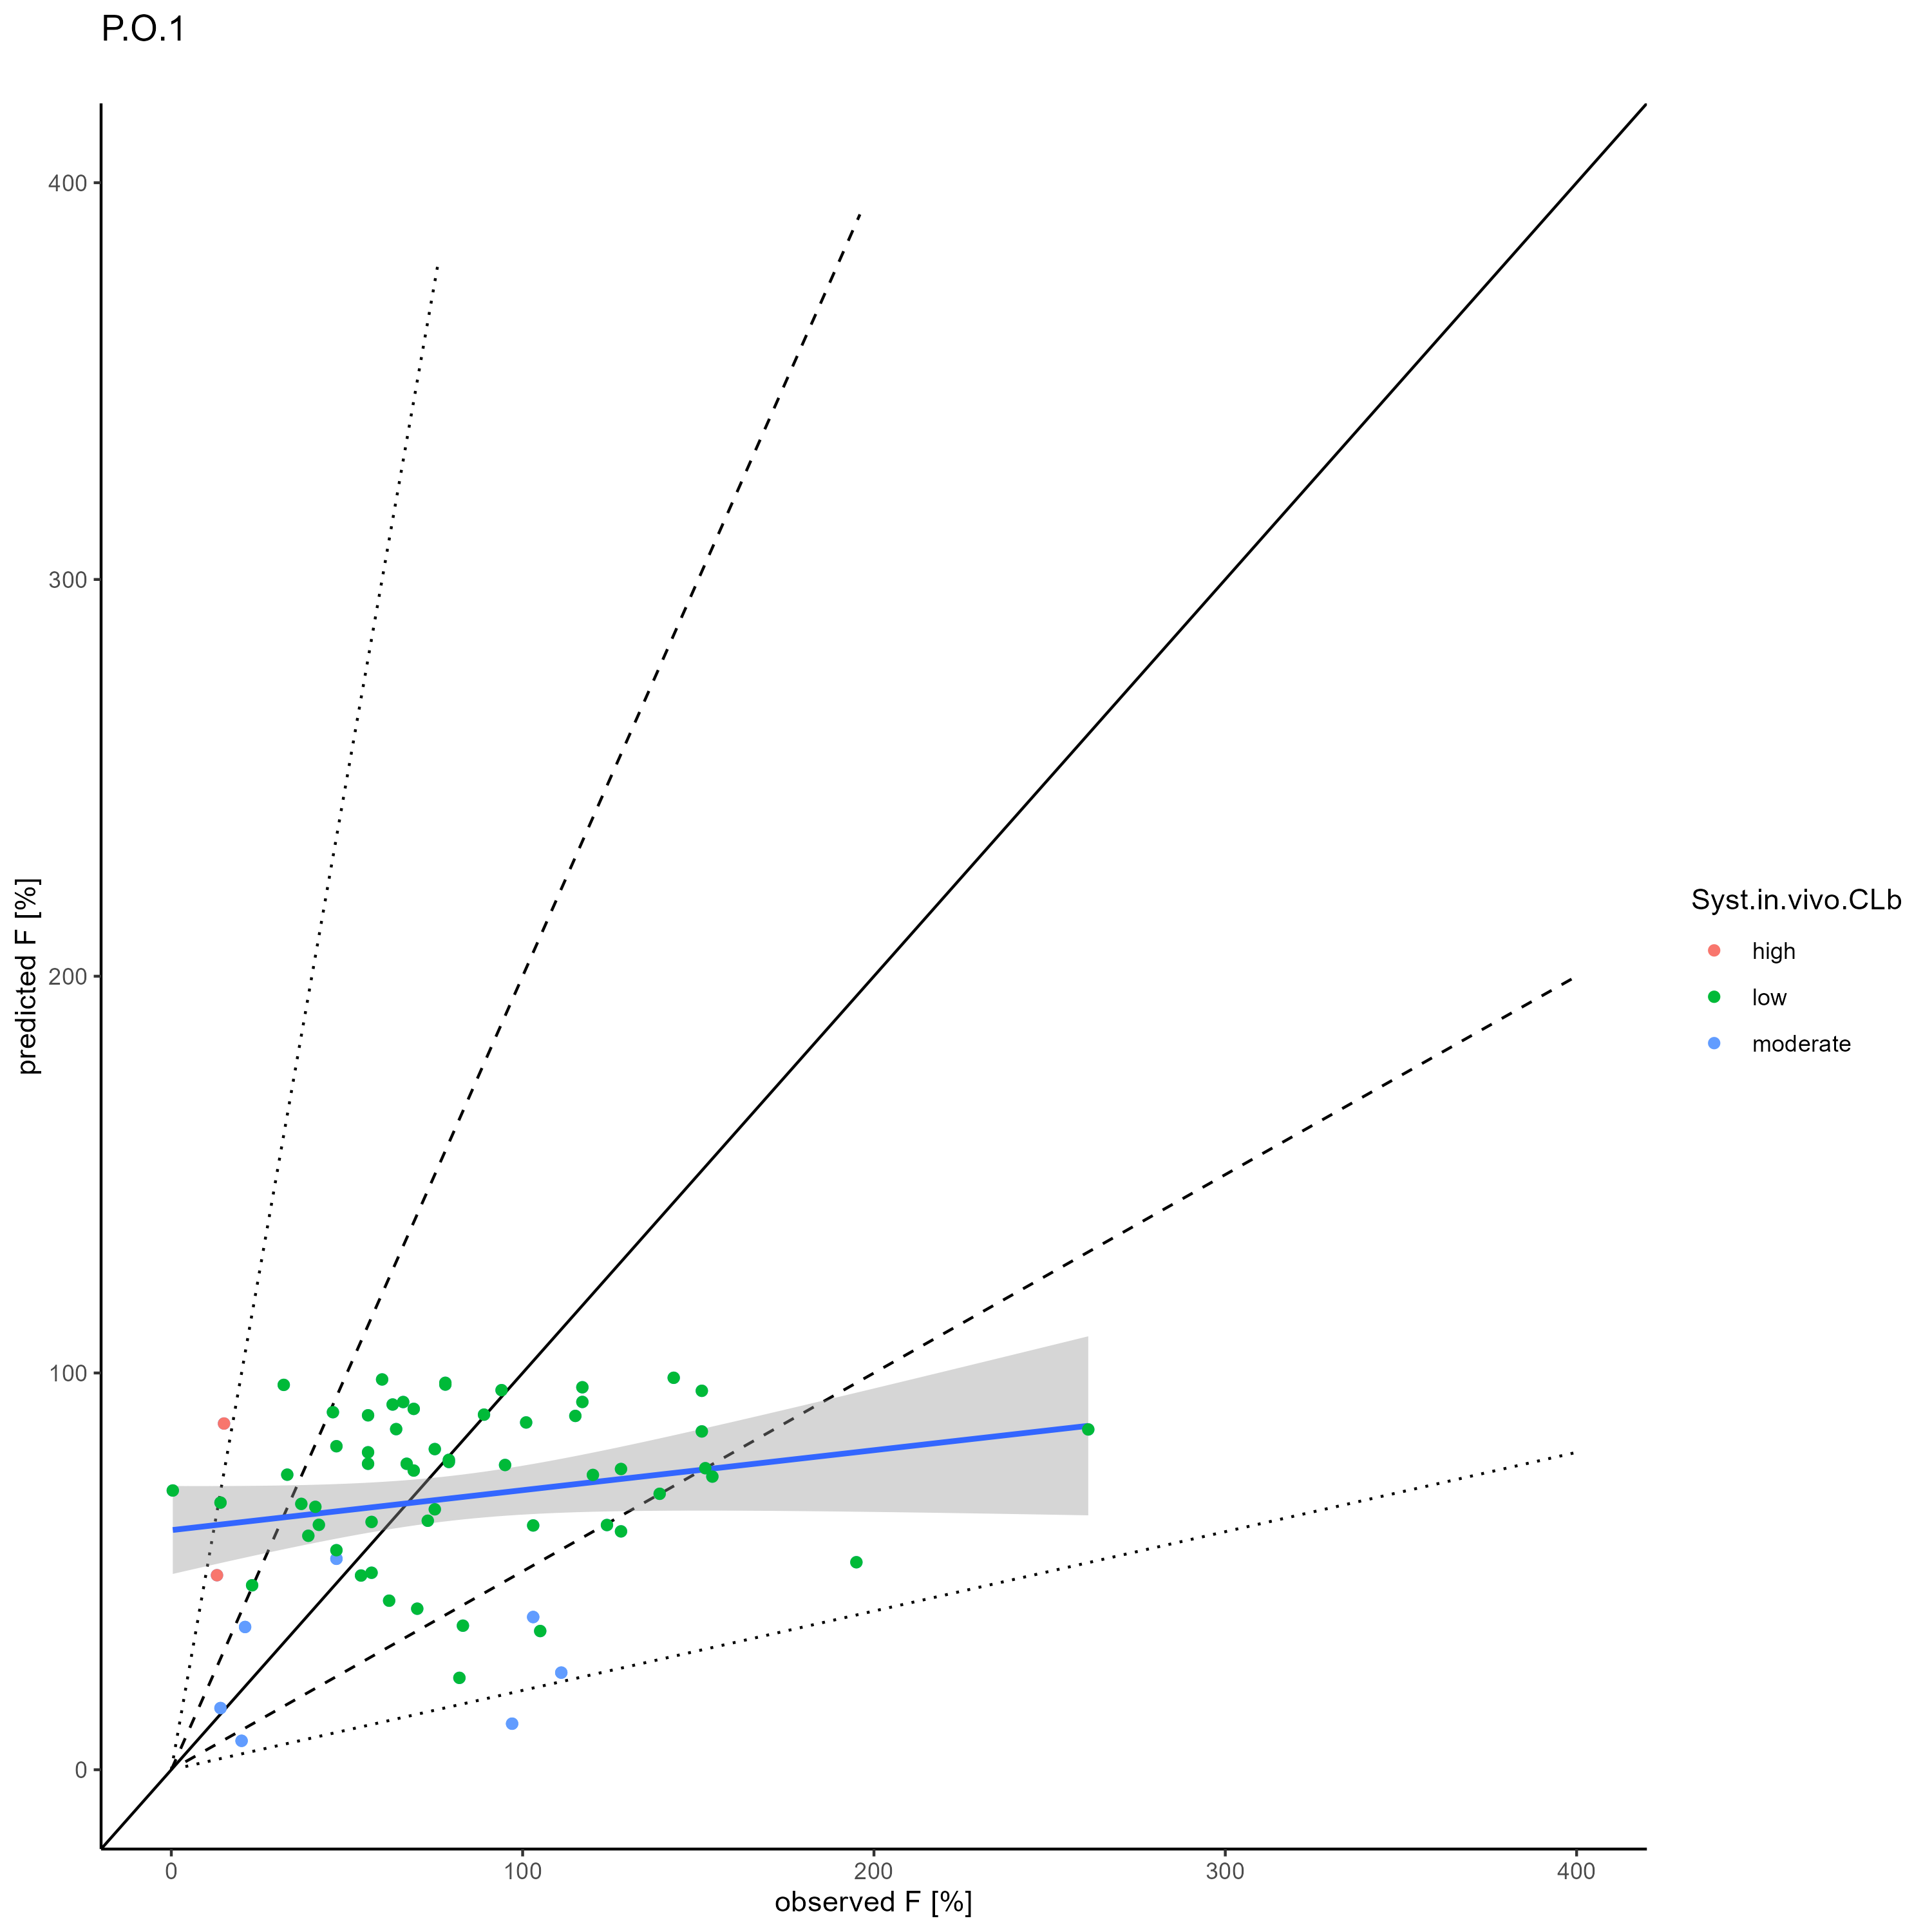 P.O.1
400
300
200
100
0
predicted F [%]
0 100 200 300 400
observed F [%]
Syst.in.vivo.CLb
high
low
moderate